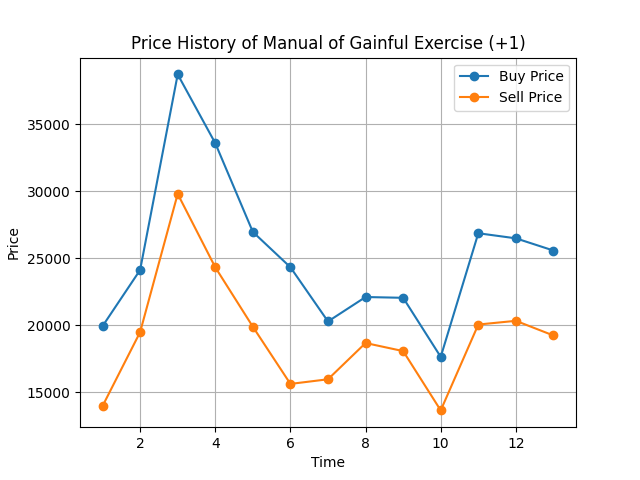 Price History of Manual of Gainful Exercise (+1)
Buy Price
Sell Price
Price
35000
30000
25000
20000
15000
2 4 6 8 10 12
Time